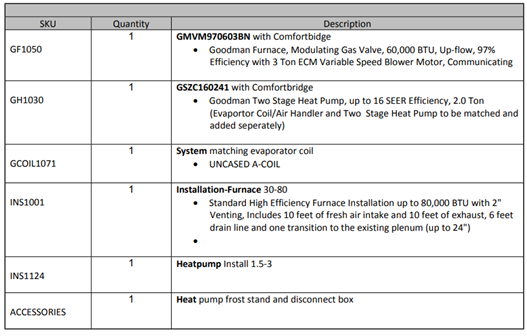 SKU Quantity Description
GF1050 1 GMVM970603BN with Comfortbidge
• Goodman Furnace, Modulating Gas Valve, 60,000 BTU, Up-flow, 97%
Efficiency with 3 Ton ECM Variable Speed Blower Motor, Communicating
GH1030 1 GSZC160241 with Comfortbridge
• Goodman Two Stage Heat Pump, up to 16 SEER Efficiency, 2.0 Ton
(Evaportor Coil/Air Handler and Two Stage Heat Pump to be matched and
added seperately)
GCOIL1071 1 System matching evaporator coil
• UNCASED A-COIL
INS1001 1 Installation-Furnace 30-80
• Standard High Efficiency Furnace Installation up to 80,000 BTU with 2"
Venting, Includes 10 feet of fresh air intake and 10 feet of exhaust, 6 feet
drain line and one transition to the existing plenum (up to 24")
•
INS1124 1 Heatpump Install 1.5-3
ACCESSORIES 1 Heat pump frost stand and disconnect box